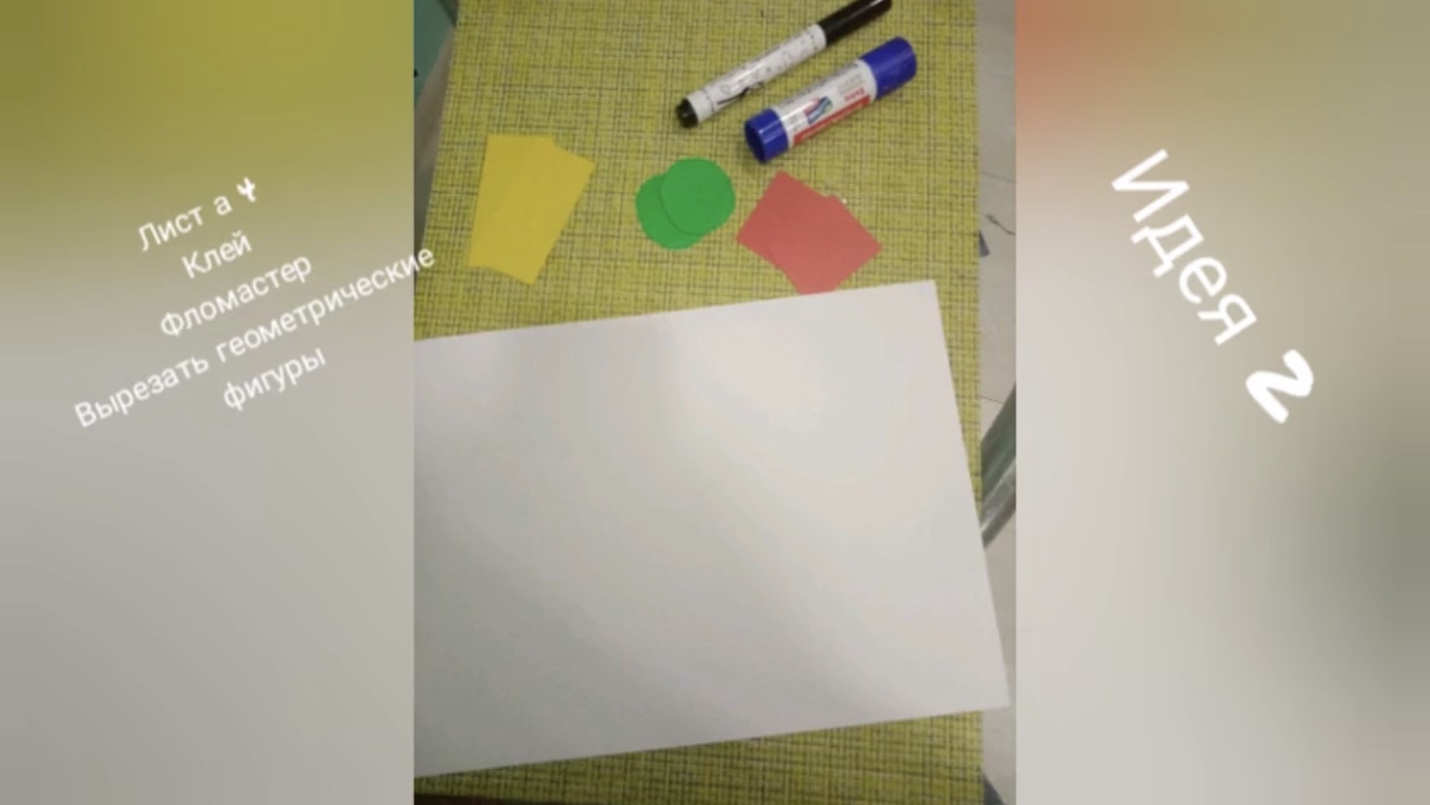 Лист а 4
Клей
Фломастер
Вырезать геометрические
фигуры
Идея 2